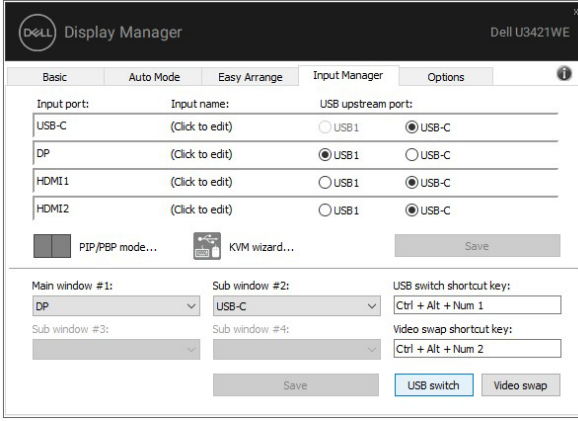 DELL Display Manager Dell U3421WE
Basic Auto Mode Easy Arrange Input Manager Options i
Input port: Input name: USB upstream port:
USB-C (Click to edit) USB1 USB-C
DP (Click to edit) USB1 USB-C
HDMI1 (Click to edit) USB1 USB-C
HDMI2 (Click to edit) USB1 USB-C
PIP/PBP mode... KVM wizard... Save
Main window #1: Sub window #2: USB switch shortcut key:
DP USB-C Ctrl + Alt + Num 1
Sub window #3: Sub window #4: Video swap shortcut key:
Ctrl + Alt + Num 2
Save USB switch Video swap